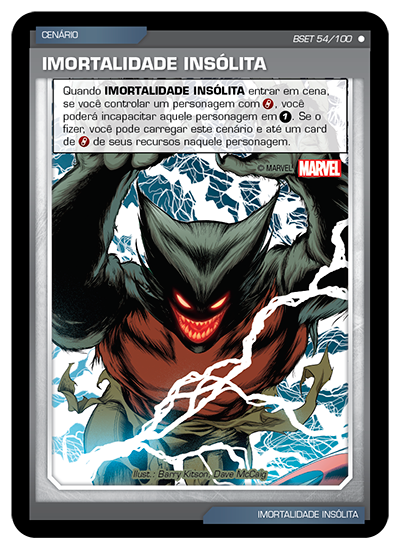 CENÁRIO
BSET 54/100
IMORTALIDADE INSÓLITA
Quando IMORTALIDADE INSÓLITA entrar em cena,
se você controlar um personagem com , você
poderá incapacitar aquele personagem em 1. Se o
fizer, você pode carregar este cenário e até um card
de de seus recursos naquele personagem.
© MARVEL MARVEL
Illust.: Barry Kitson, Dave McCaig
IMORTALIDADE INSÓLITA